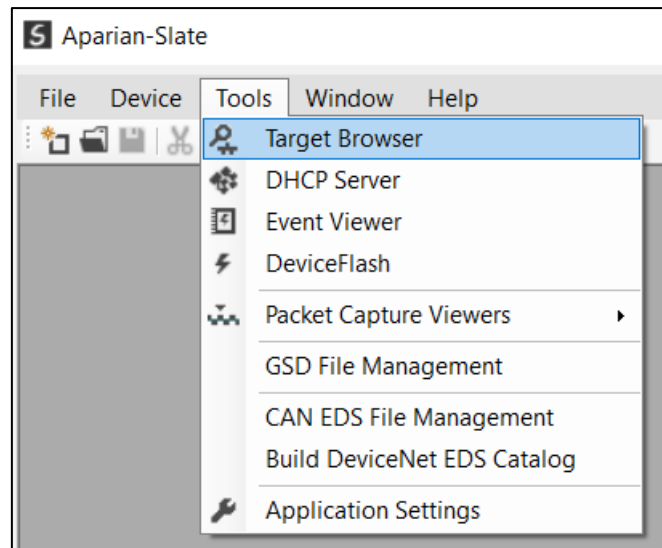 Aparian-Slate
File Device Tools Window Help
Target Browser
DHCP Server
Event Viewer
DeviceFlash
Packet Capture Viewers
GSD File Management
CAN EDS File Management
Build DeviceNet EDS Catalog
Application Settings